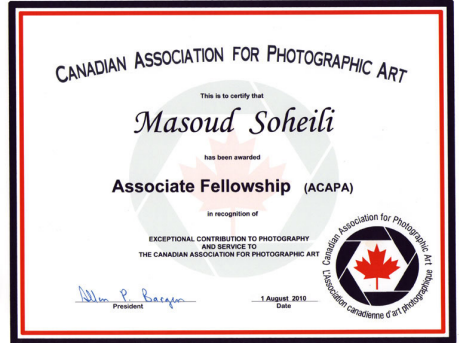 CANADIAN ASSOCIATION FOR PHOTOGRAPHIC ART
This is to certify that
Masoud Soheili
has been awarded
Associate Fellowship (ACAPA)
in recognition of
EXCEPTIONAL CONTRIBUTION TO PHOTOGRAPHY
AND SERVICE TO
THE CANADIAN ASSOCIATION FOR PHOTOGRAPHIC ART
Allen P. Bargen
President
1 August 2010
Date
Canadian Association for Photographic Art
L'Association canadienne d'art photographique